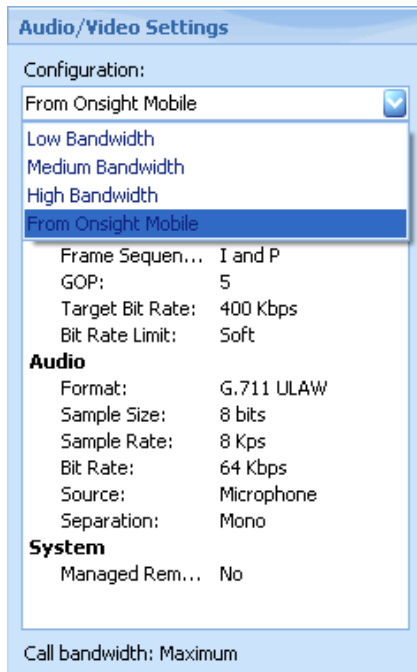 Audio/Video Settings
Configuration:
From Onsight Mobile
Low Bandwidth
Medium Bandwidth
High Bandwidth
From Onsight Mobile
Frame Sequen... I and P
GOP: 5
Target Bit Rate: 400 Kbps
Bit Rate Limit: Soft
Audio
Format: G.711 ULAW
Sample Size: 8 bits
Sample Rate: 8 Kps
Bit Rate: 64 Kbps
Source: Microphone
Separation: Mono
System
Managed Rem... No
Call bandwidth: Maximum